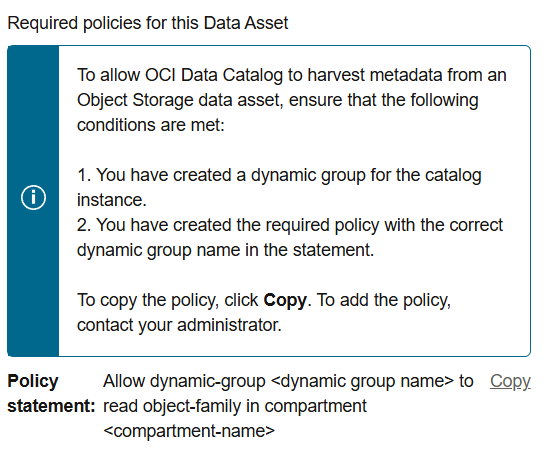 Required policies for this Data Asset
To allow OCI Data Catalog to harvest metadata from an
Object Storage data asset, ensure that the following
conditions are met:
1. You have created a dynamic group for the catalog
instance.
2. You have created the required policy with the correct
dynamic group name in the statement.
To copy the policy, click Copy. To add the policy,
contact your administrator.
Policy statement: Allow dynamic-group <dynamic group name> to Copy
read object-family in compartment
<compartment-name>